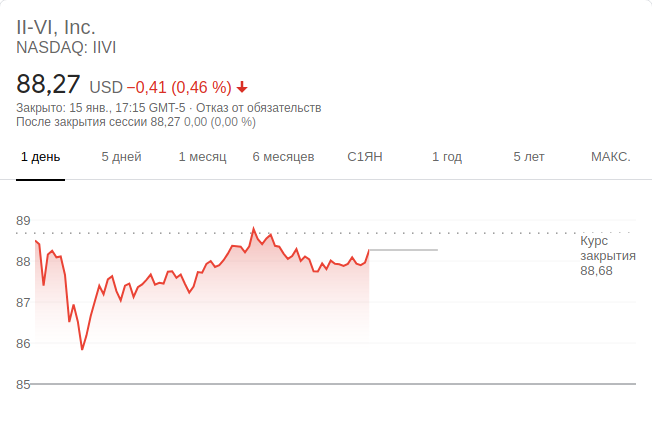 II-VI, Inc.
NASDAQ: IIVI
88,27 USD −0,41 (0,46 %)
Закрыто: 15 янв., 17:15 GMT-5 · Отказ от обязательств
После закрытия сессии 88,27 0,00 (0,00 %)
1 день 5 дней 1 месяц 6 месяцев С1ЯН 1 год 5 лет МАКС.
89
Курс
закрытия
88,68
88
87
86
85